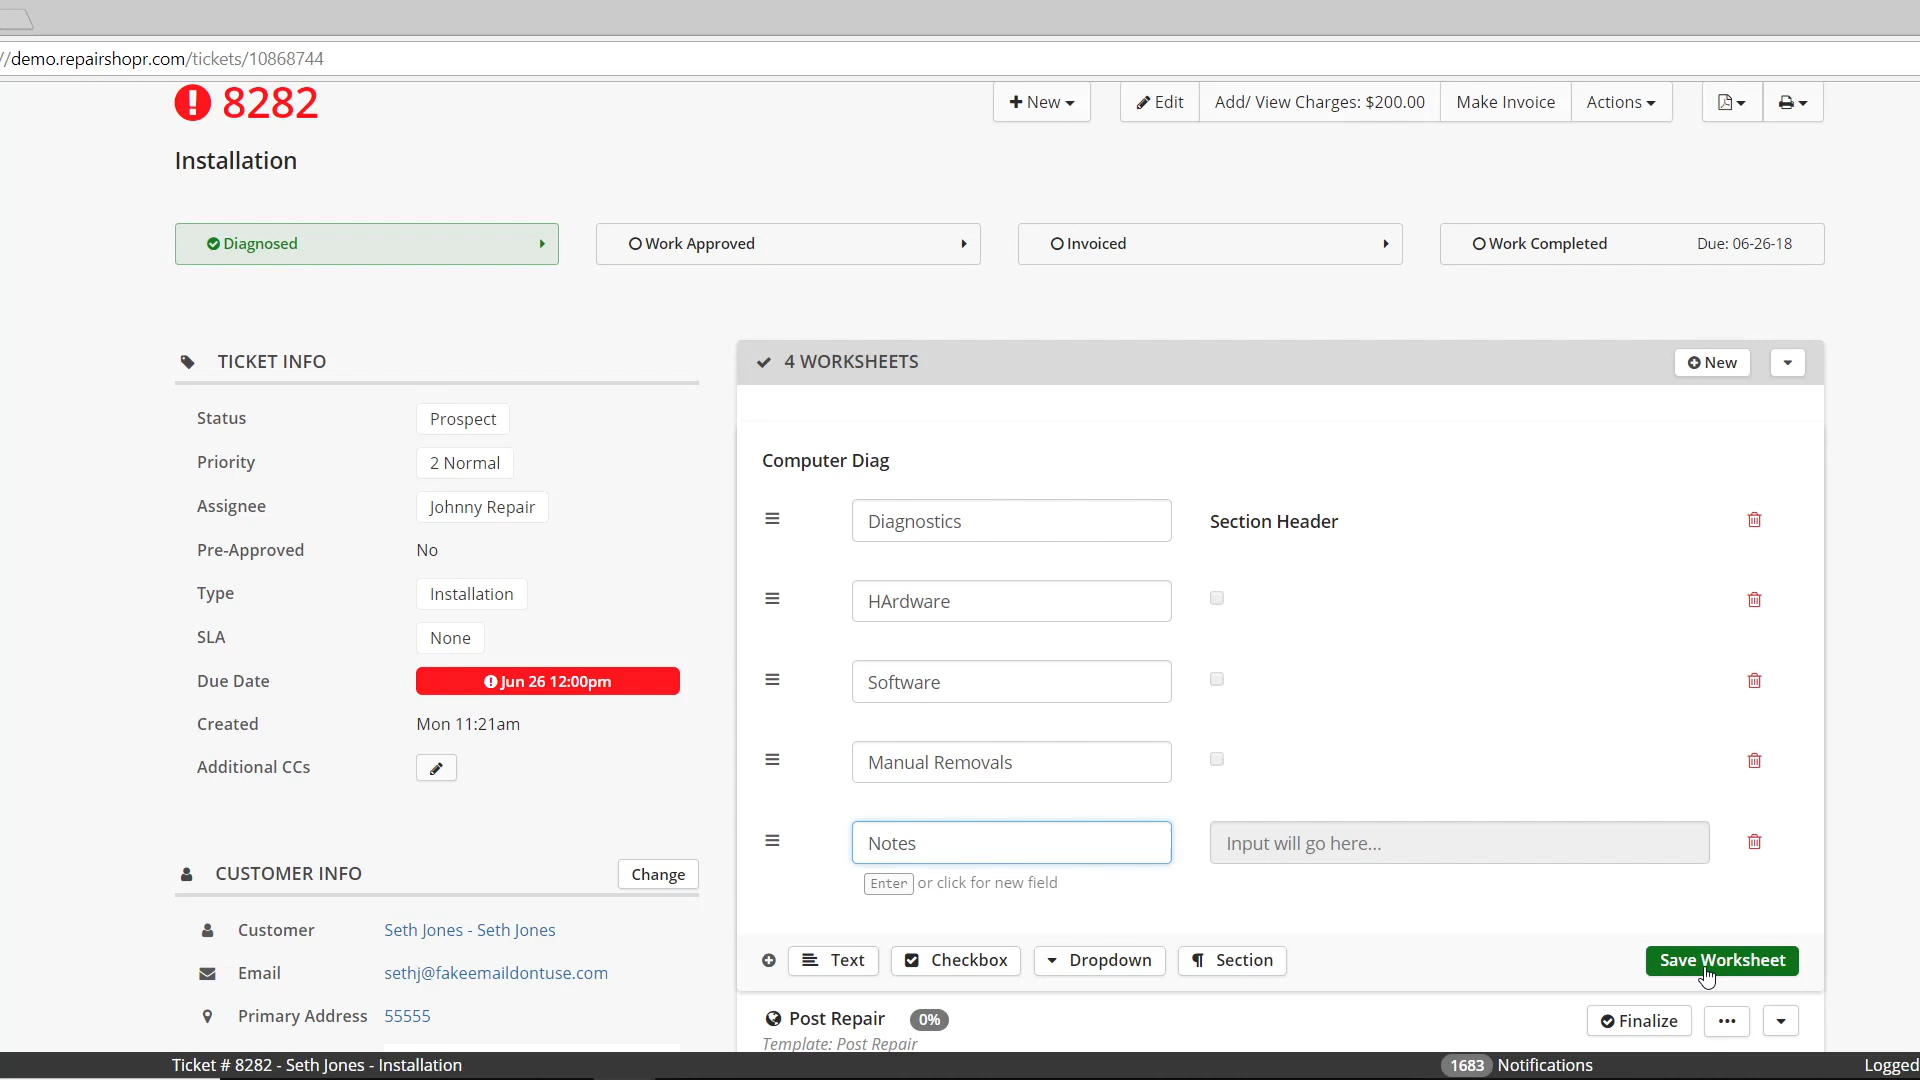 //demo.repairshopr.com/tickets/10868744
8282
New
Edit
Add/ View Charges: $200.00
Make Invoice
Actions
Installation
Diagnosed
Work Approved
Invoiced
Work Completed Due: 06-26-18
TICKET INFO
Status Prospect
Priority 2 Normal
Assignee Johnny Repair
Pre-Approved No
Type Installation
SLA None
Due Date Jun 26 12:00pm
Created Mon 11:21am
Additional CCs
CUSTOMER INFO Change
Customer Seth Jones - Seth Jones
Email sethj@fakeemaildontuse.com
Primary Address 55555
4 WORKSHEETS New
Computer Diag
Diagnostics Section Header
HArdware
Software
Manual Removals
Notes Input will go here...
Enter or click for new field
Text Checkbox Dropdown Section Save Worksheet
Post Repair 0% Finalize
Template: Post Repair
Ticket # 8282 - Seth Jones - Installation 1683 Notifications Logged